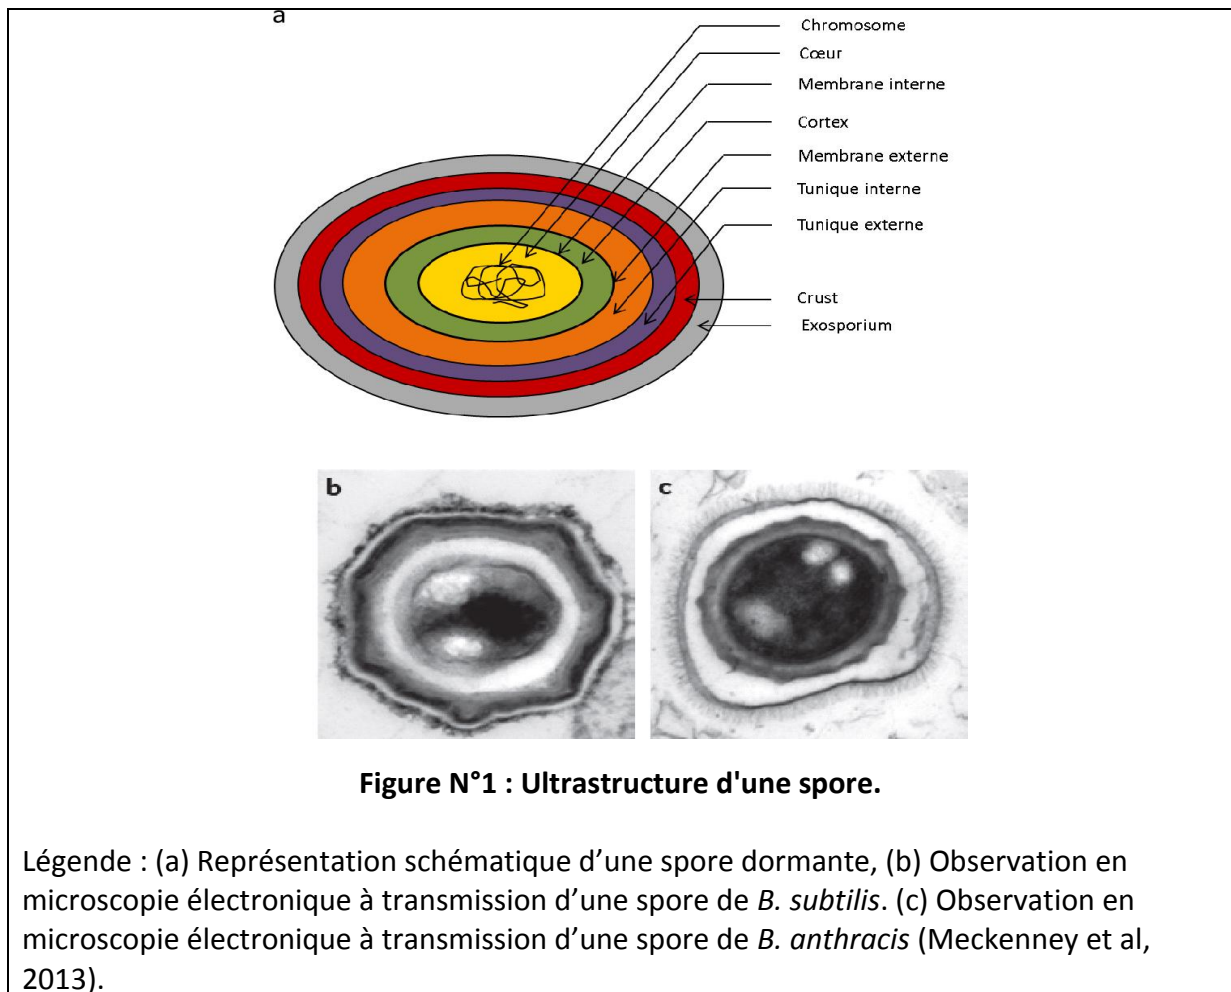 a
Chromosome
Cœur
Membrane interne
Cortex
Membrane externe
Tunique interne
Tunique externe
Crust
Exosporium
b
c
Figure N°1 : Ultrastructure d'une spore.
Légende : (a) Représentation schématique d’une spore dormante, (b) Observation en
microscopie électronique à transmission d’une spore de B. subtilis. (c) Observation en
microscopie électronique à transmission d’une spore de B. anthracis (Meckenney et al,
2013).